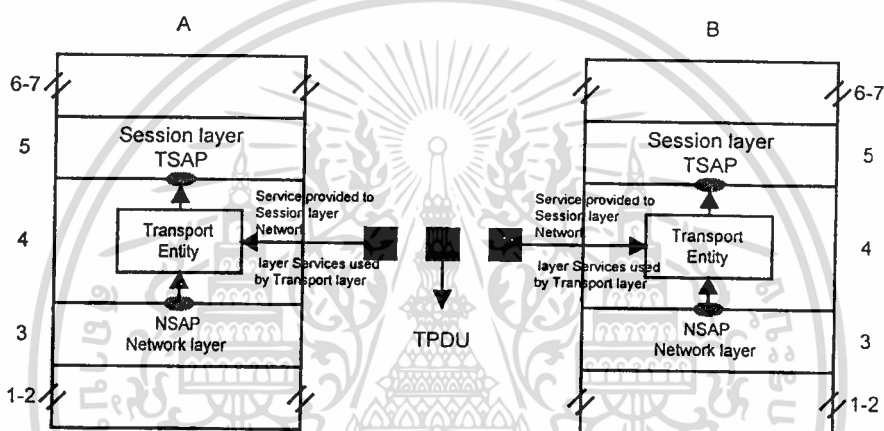 A
B
6-7
6-7
5
Session layer
TSAP
Session layer
TSAP
5
Service provided to
Session layer
Network
layer Services used
by Transport layer
Service provided to
Session layer
Network
layer Services used
by Transport layer
4
Transport
Entity
Transport
Entity
4
TPDU
3
NSAP
Network layer
NSAP
Network layer
3
1-2
1-2